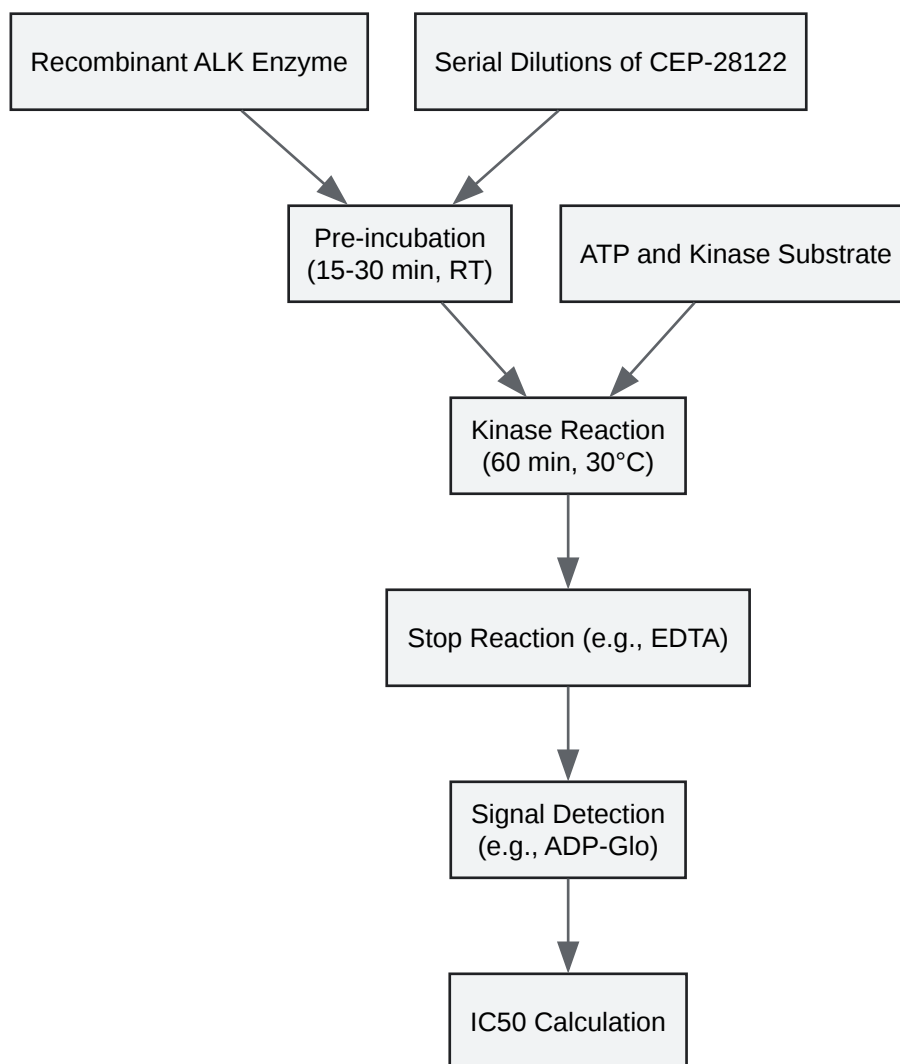 Recombinant ALK Enzyme
Serial Dilutions of CEP-28122
Pre-incubation
(15-30 min, RT)
ATP and Kinase Substrate
Kinase Reaction
(60 min, 30°C)
Stop Reaction (e.g., EDTA)
Signal Detection
(e.g., ADP-Glo)
IC50 Calculation